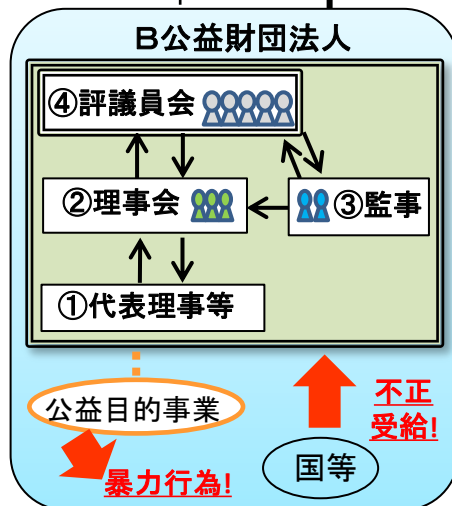 B公益財団法人
④評議員会
②理事会
③監事
①代表理事等
公益目的事業
不正
受給!
暴力行為!
国等